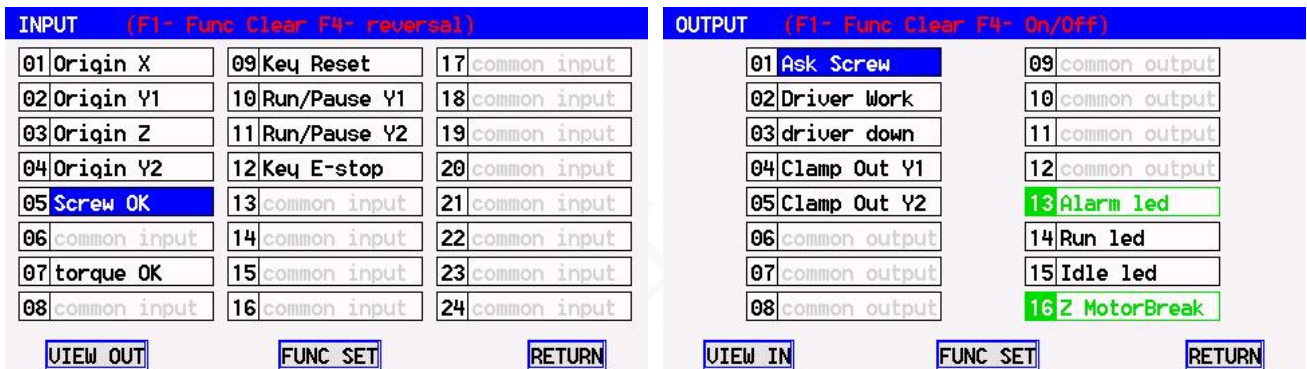 INPUT (F1- Func Clear F4- reversal)
01 Origin X 09 Key Reset 17 common input
02 Origin Y1 10 Run/Pause Y1 18 common input
03 Origin Z 11 Run/Pause Y2 19 common input
04 Origin Y2 12 Key E-stop 20 common input
05 Screw OK 13 common input 21 common input
06 common input 14 common input 22 common input
07 torque OK 15 common input 23 common input
08 common input 16 common input 24 common input
VIEW OUT FUNC SET RETURN
OUTPUT (F1- Func Clear F4- On/Off)
01 Ask Screw 09 common output
02 Driver Work 10 common output
03 driver down 11 common output
04 Clamp Out Y1 12 common output
05 Clamp Out Y2 13 Alarm led
06 common output 14 Run led
07 common output 15 Idle led
08 common output 16 Z MotorBreak
VIEW IN FUNC SET RETURN